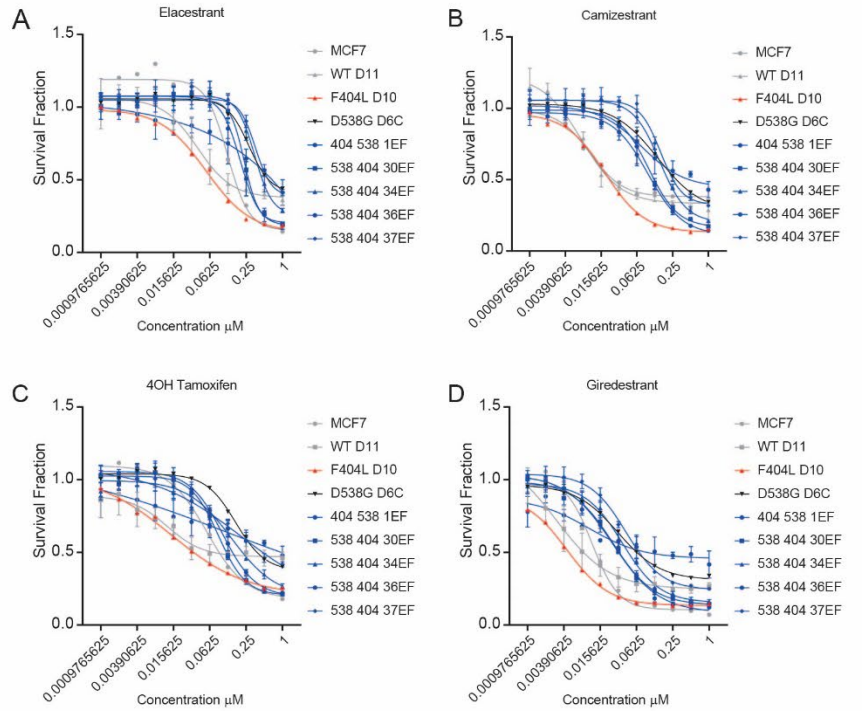 A
Elacestrant
Survival Fraction
1.5
1.0
0.5
0.0
0.0009765625
0.00390625
0.015625
0.0625
0.25
1
Concentration μM
MCF7
WT D11
F404L D10
D538G D6C
404 538 1EF
538 404 30EF
538 404 34EF
538 404 36EF
538 404 37EF
B
Camizestrant
Survival Fraction
1.5
1.0
0.5
0.0
0.0009765625
0.00390625
0.015625
0.0625
0.25
1
Concentration μM
MCF7
WT D11
F404L D10
D538G D6C
404 538 1EF
538 404 30EF
538 404 34EF
538 404 36EF
538 404 37EF
C
4OH Tamoxifen
Survival Fraction
1.5
1.0
0.5
0.0
0.0009765625
0.00390625
0.015625
0.0625
0.25
1
Concentration μM
MCF7
WT D11
F404L D10
D538G D6C
404 538 1EF
538 404 30EF
538 404 34EF
538 404 36EF
538 404 37EF
D
Giredestrant
Survival Fraction
1.5
1.0
0.5
0.0
0.0009765625
0.00390625
0.015625
0.0625
0.25
1
Concentration μM
MCF7
WT D11
F404L D10
D538G D6C
404 538 1EF
538 404 30EF
538 404 34EF
538 404 36EF
538 404 37EF